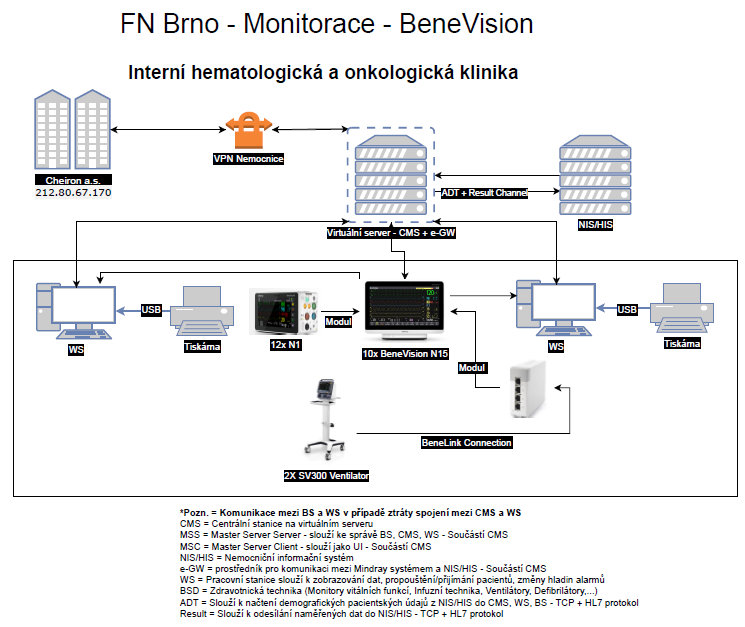 FN Brno - Monitorace - BeneVision
Interní hematologická a onkologická klinika
VPN Nemocnice
Cheiron a.s.
212.80.67.170
ADT + Result Channel
NIS/HIS
Virtuální server - CMS + e-GW
USB
Tiskárna
WS
12x N1
Modul
10x BeneVision N15
WS
USB
Tiskárna
Modul
BeneLink Connection
2X SV300 Ventilator
*Pozn. = Komunikace mezi BS a WS v případě ztráty spojení mezi CMS a WS
CMS = Centrální stanice na virtuálním serveru
MSS = Master Server Server - slouží ke správě BS, CMS, WS - Součástí CMS
MSC = Master Server Client - slouží jako UI - Součástí CMS
NIS/HIS = Nemocniční informační systém
e-GW = prostředník pro komunikaci mezi Mindray systémem a NIS/HIS - Součástí CMS
WS = Pracovní stanice slouží k zobrazování dat, propouštění/přijímání pacientů, změny hladin alarmů
BSD = Zdravotnická technika (Monitory vitálních funkcí, Infuzní technika, Ventilátory, Defibrilátory,...)
ADT = Slouží k načtení demografických pacientských údajů z NIS/HIS do CMS, WS, BS - TCP + HL7 protokol
Result = Slouží k odesílání naměřených dat do NIS/HIS - TCP + HL7 protokol